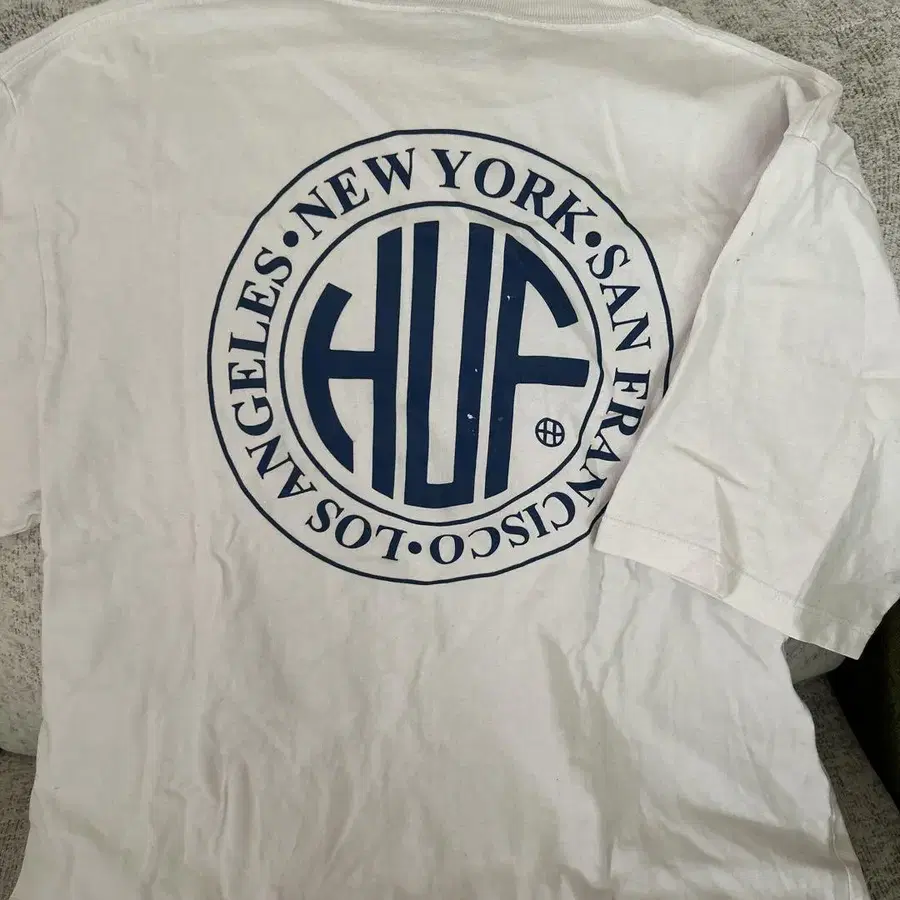 NEW YORK • SAN FRANCISCO • LOS ANGELES •
HUF